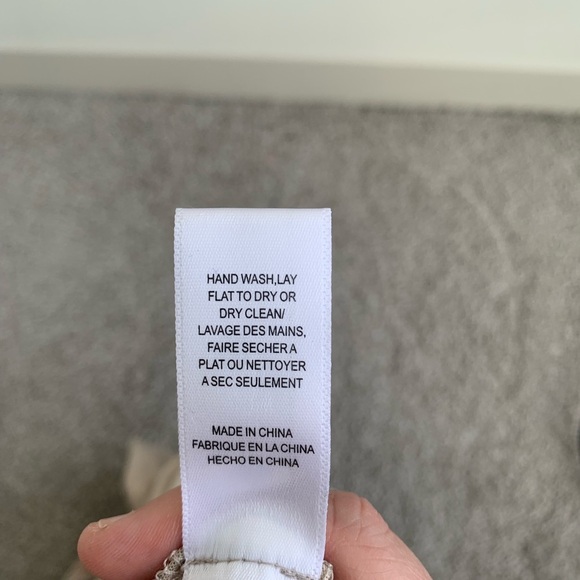 HAND WASH,LAY
FLAT TO DRY OR
DRY CLEAN/
LAVAGE DES MAINS,
FAIRE SECHER A
PLAT OU NETTOYER
A SEC SEULEMENT
MADE IN CHINA
FABRIQUE EN LA CHINA
HECHO EN CHINA